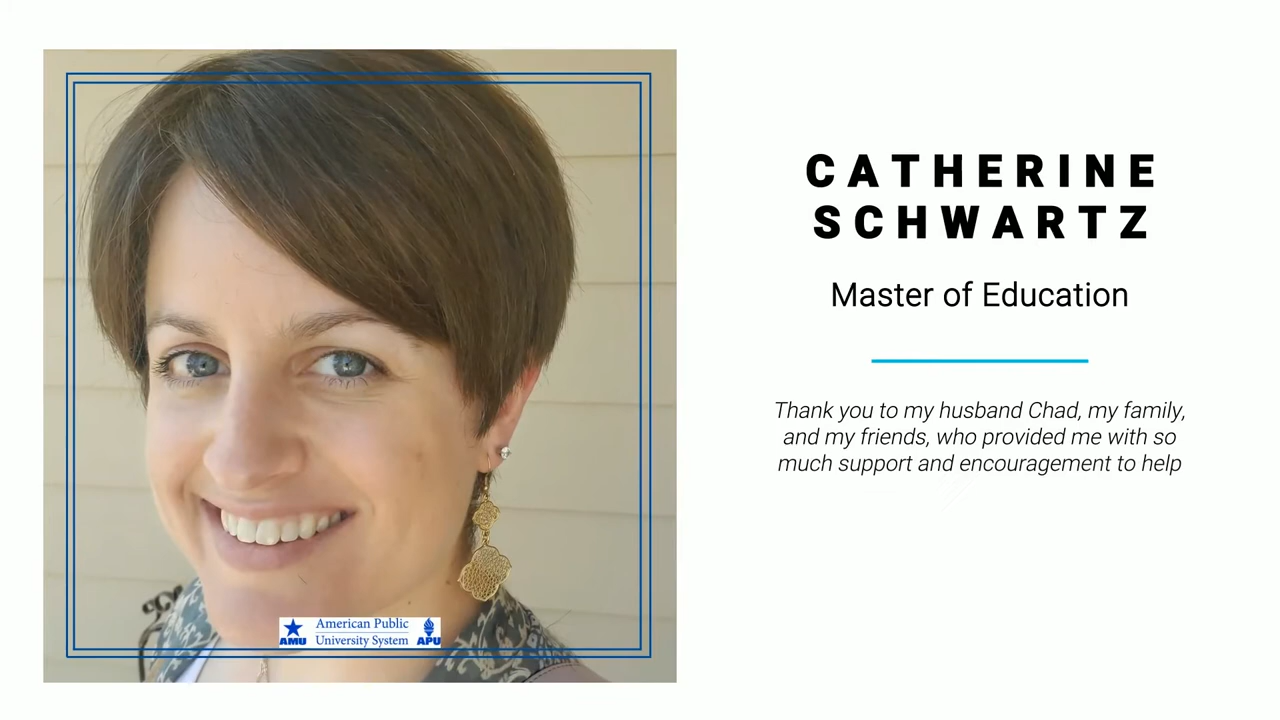 CATHERINE
SCHWARTZ
Master of Education
Thank you to my husband Chad, my family,
and my friends, who provided me with so
much support and encouragement to help
AMU
American Public
University System
APU